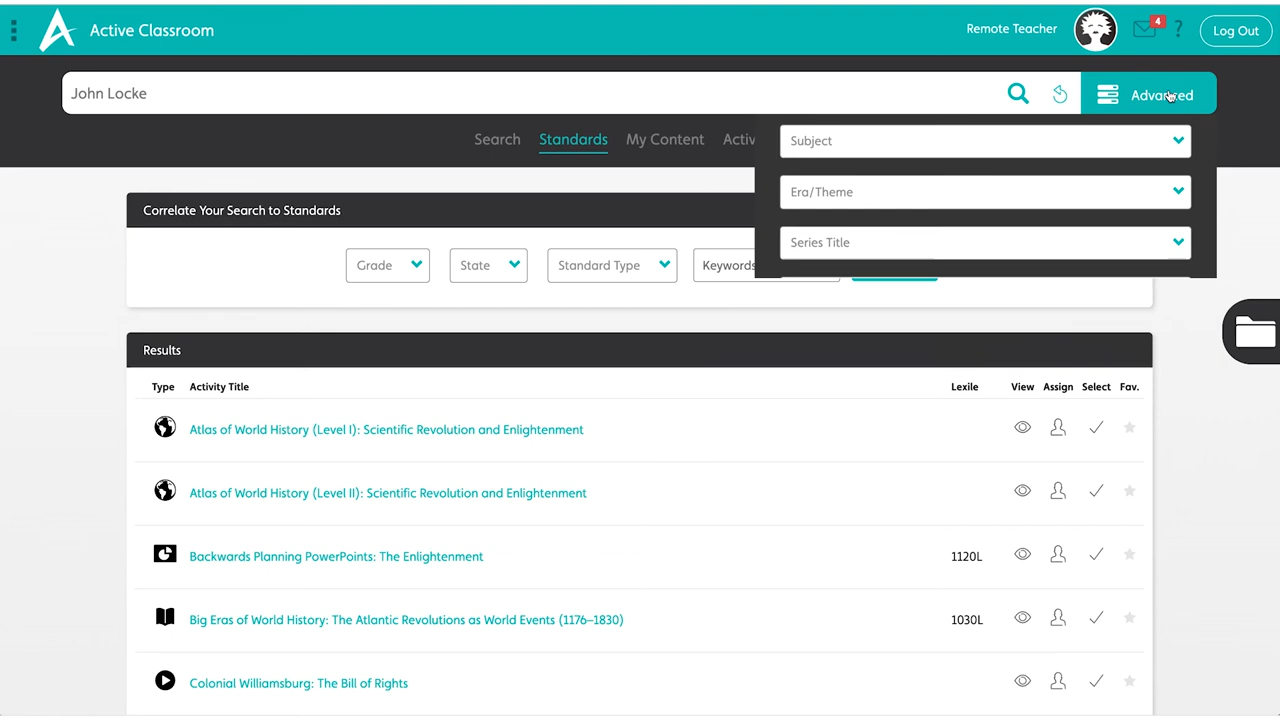 Active Classroom
Remote Teacher
4
?
Log Out
John Locke
Advanced
Search
Standards
My Content
Activ
Subject
Era/Theme
Series Title
Correlate Your Search to Standards
Grade
State
Standard Type
Keywords
Results
Type Activity Title Lexile View Assign Select Fav.
Atlas of World History (Level I): Scientific Revolution and Enlightenment
Atlas of World History (Level II): Scientific Revolution and Enlightenment
Backwards Planning PowerPoints: The Enlightenment 1120L
Big Eras of World History: The Atlantic Revolutions as World Events (1176–1830) 1030L
Colonial Williamsburg: The Bill of Rights